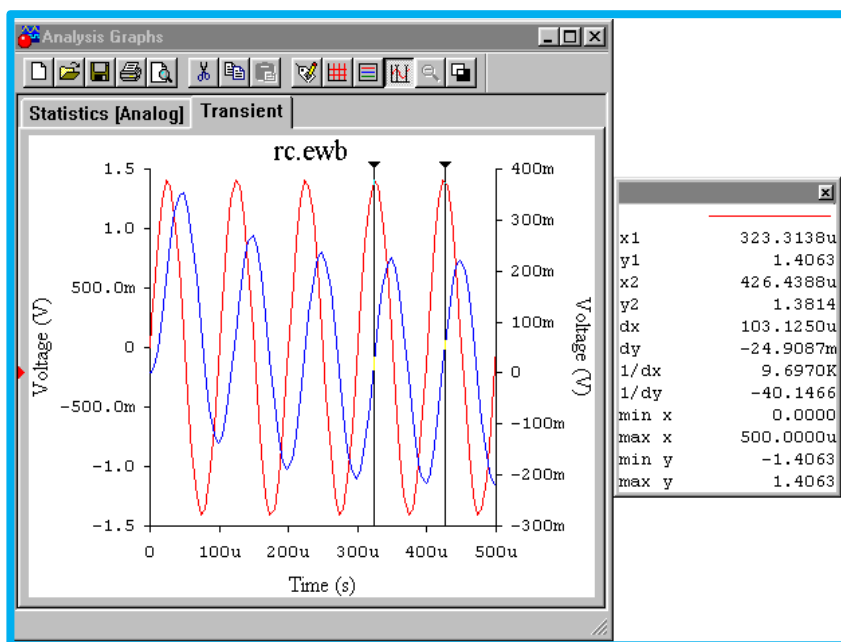 Analysis Graphs
Statistics [Analog] Transient
rc.ewb
1.5
1.0
500.0m
0
-500.0m
-1.0
-1.5
Voltage (V)
400m
300m
200m
100m
0
-100m
-200m
-300m
Voltage (V)
0 100u 200u 300u 400u 500u
Time (s)
x1 323.3138u
y1 1.4063
x2 426.4388u
y2 1.3814
dx 103.1250u
dy -24.9087m
1/dx 9.6970K
1/dy -40.1466
min x 0.0000
max x 500.0000u
min y -1.4063
max y 1.4063